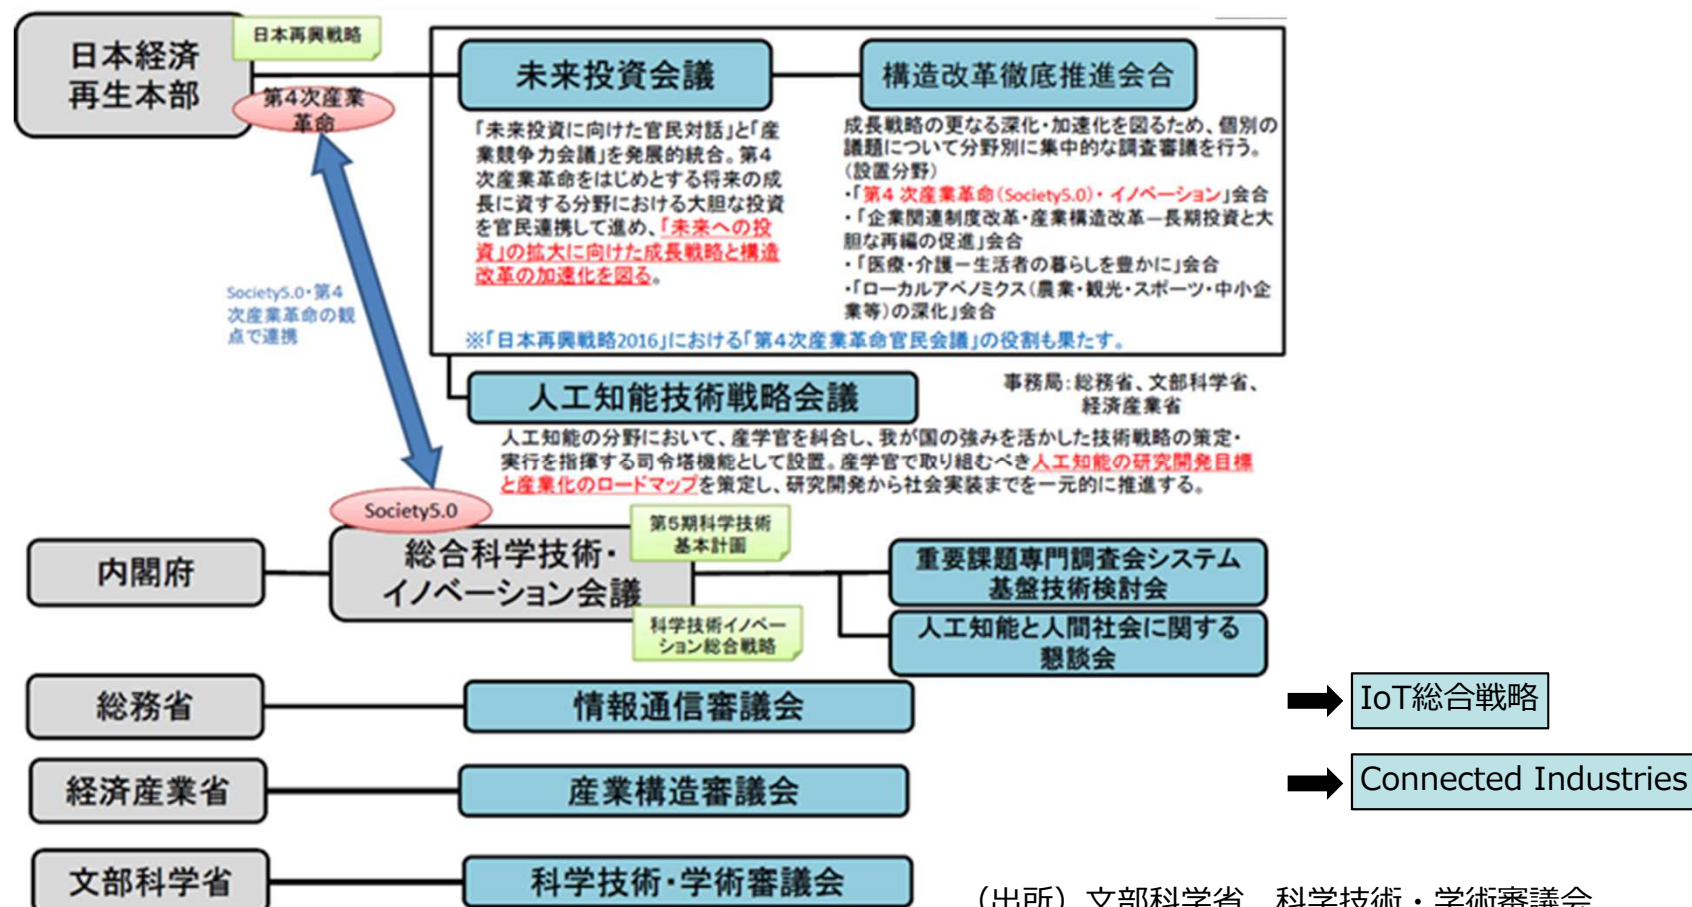 日本経済
再生本部
日本再興戦略
第4次産業
革命
未来投資会議
「未来投資に向けた官民対話」と「産
業競争力会議」を発展的統合。第4
次産業革命をはじめとする将来の成
長に資する分野における大胆な投資
を官民連携して進め、「未来への投
資」の拡大に向けた成長戦略と構造
改革の加速化を図る。
構造改革徹底推進会合
成長戦略の更なる深化・加速化を図るため、個別の
議題について分野別に集中的な調査審議を行う。
(設置分野)
・「第4 次産業革命(Society5.0)・イノベーション」会合
・「企業関連制度改革・産業構造改革―長期投資と大
胆な再編の促進」会合
・「医療・介護－生活者の暮らしを豊かに」会合
・「ローカルアベノミクス(農業・観光・スポーツ・中小企
業等)の深化」会合
※「日本再興戦略2016」における「第4次産業革命官民会議」の役割も果たす。
Society5.0・第4
次産業革命の観
点で連携
人工知能技術戦略会議
事務局:総務省、文部科学省、
経済産業省
人工知能の分野において、産学官を糾合し、我が国の強みを活かした技術戦略の策定・
実行を指揮する司令塔機能として設置。産学官で取り組むべき人工知能の研究開発目標
と産業化のロードマップを策定し、研究開発から社会実装までを一元的に推進する。
Society5.0
内閣府
総合科学技術・
イノベーション会議
第5期科学技術
基本計画
科学技術イノベー
ション総合戦略
重要課題専門調査会システム
基盤技術検討会
人工知能と人間社会に関する
懇談会
総務省
情報通信審議会
IoT総合戦略
経済産業省
産業構造審議会
Connected Industries
文部科学省
科学技術・学術審議会
（出所）文部科学省 科学技術・学術審議会